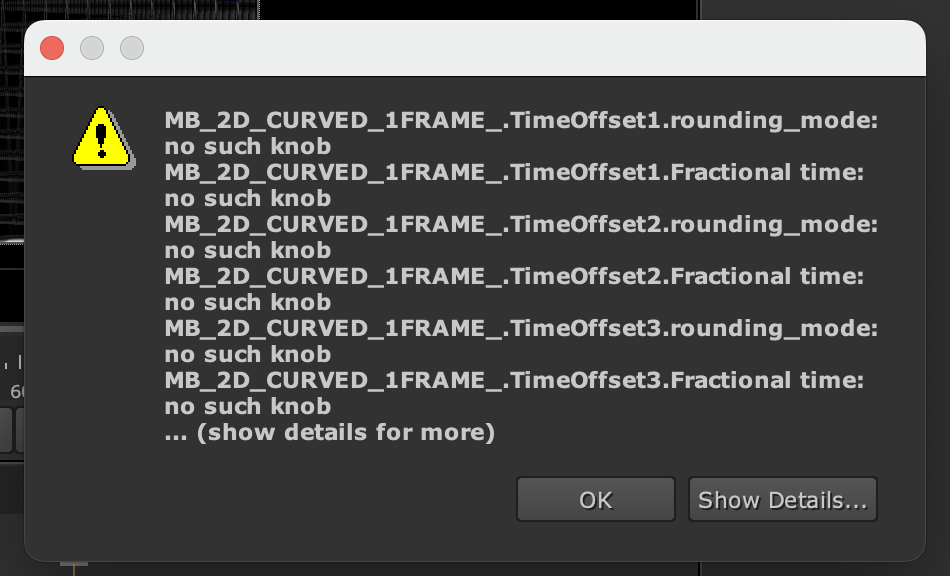 MB_2D_CURVED_1FRAME_.TimeOffset1.rounding_mode:
no such knob
MB_2D_CURVED_1FRAME_.TimeOffset1.Fractional time:
no such knob
MB_2D_CURVED_1FRAME_.TimeOffset2.rounding_mode:
no such knob
MB_2D_CURVED_1FRAME_.TimeOffset2.Fractional time:
no such knob
MB_2D_CURVED_1FRAME_.TimeOffset3.rounding_mode:
no such knob
MB_2D_CURVED_1FRAME_.TimeOffset3.Fractional time:
no such knob
... (show details for more)
OK
Show Details...